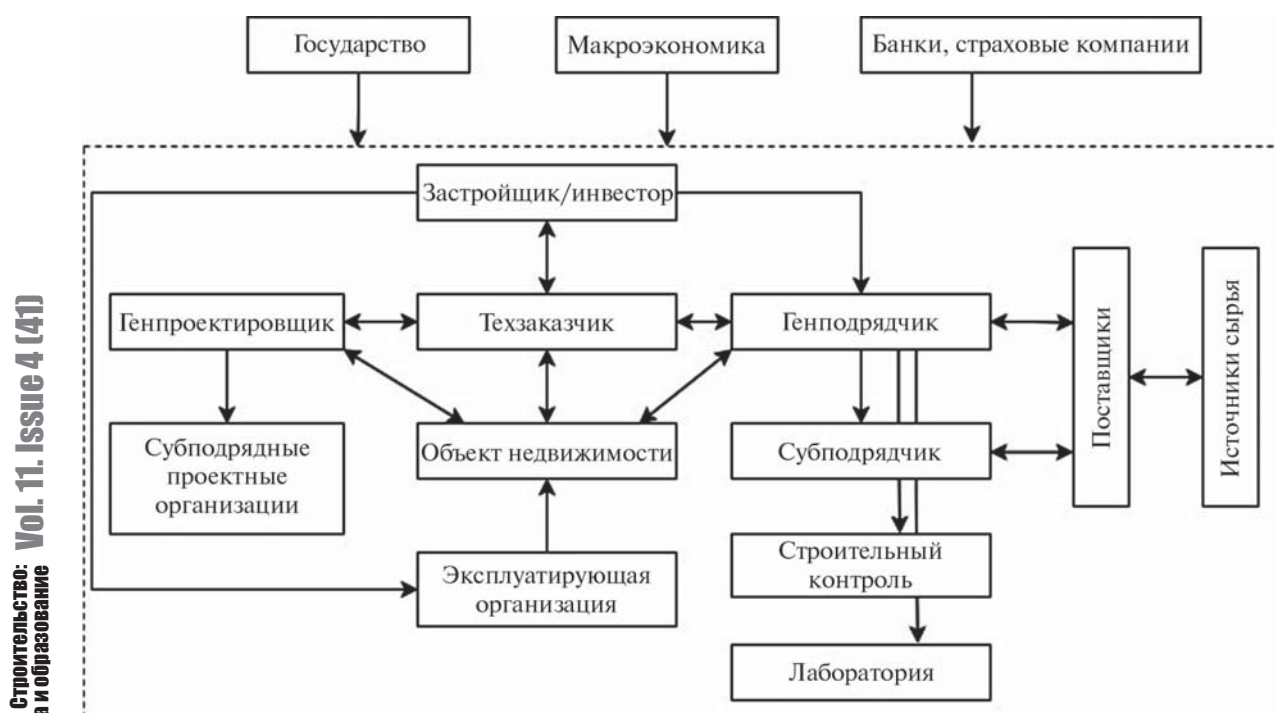 Государство
Макроэкономика
Банки, страховые компании
Застройщик/инвестор
Генпроектировщик
Техзаказчик
Генподрядчик
Поставщики
Источники сырья
Субподрядные
проектные
организации
Объект недвижимости
Субподрядчик
Эксплуатирующая
организация
Строительный
контроль
Лаборатория
Строительство: Vol. 11. Issue 4 (41)
а и образование